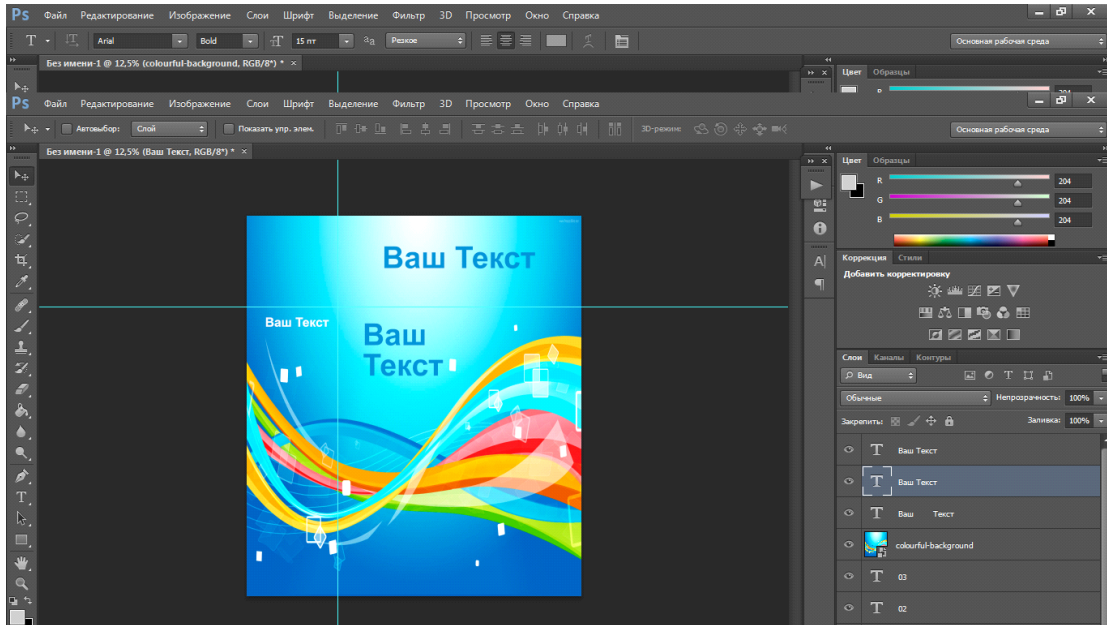 Ps Файл Редактирование Изображение Слои Шрифт Выделение Фильтр 3D Просмотр Окно Справка
T Arial Bold 15 пт aа Резкое Основная рабочая среда
Без имени-1 @ 12,5% (colourful-background, RGB/8*) * ×
Цвет Образцы
R 204
Ps Файл Редактирование Изображение Слои Шрифт Выделение Фильтр 3D Просмотр Окно Справка
Автовыбор: Слой Показать упр. элем. 3D-режим: Основная рабочая среда
Без имени-1 @ 12,5% (Ваш Текст, RGB/8*) * ×
Цвет Образцы
R 204
G 204
B 204
Коррекция Стили
Добавить корректировку
Ваш Текст
Ваш Текст
Ваш
Текст
Слои Каналы Контуры
Вид
Обычные Непрозрачность: 100%
Закрепить: Заливка: 100%
T Ваш Текст
T Ваш Текст
T Ваш Текст
colourful-background
T 03
T 02